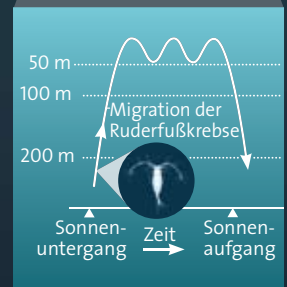 50 m
100 m
Migration der
Ruderfußkrebse
200 m
Sonnen-
untergang
Zeit
Sonnen-
aufgang